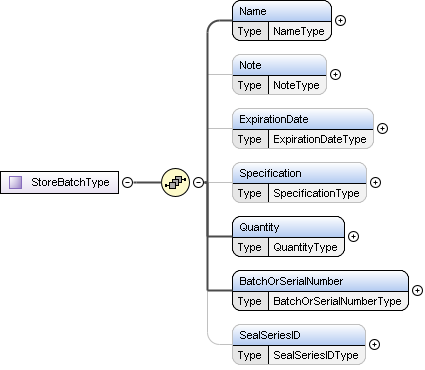 Name
Type NameType
Note
Type NoteType
ExpirationDate
Type ExpirationDateType
StoreBatchType
Specification
Type SpecificationType
Quantity
Type QuantityType
BatchOrSerialNumber
Type BatchOrSerialNumberType
SealSeriesID
Type SealSeriesIDType